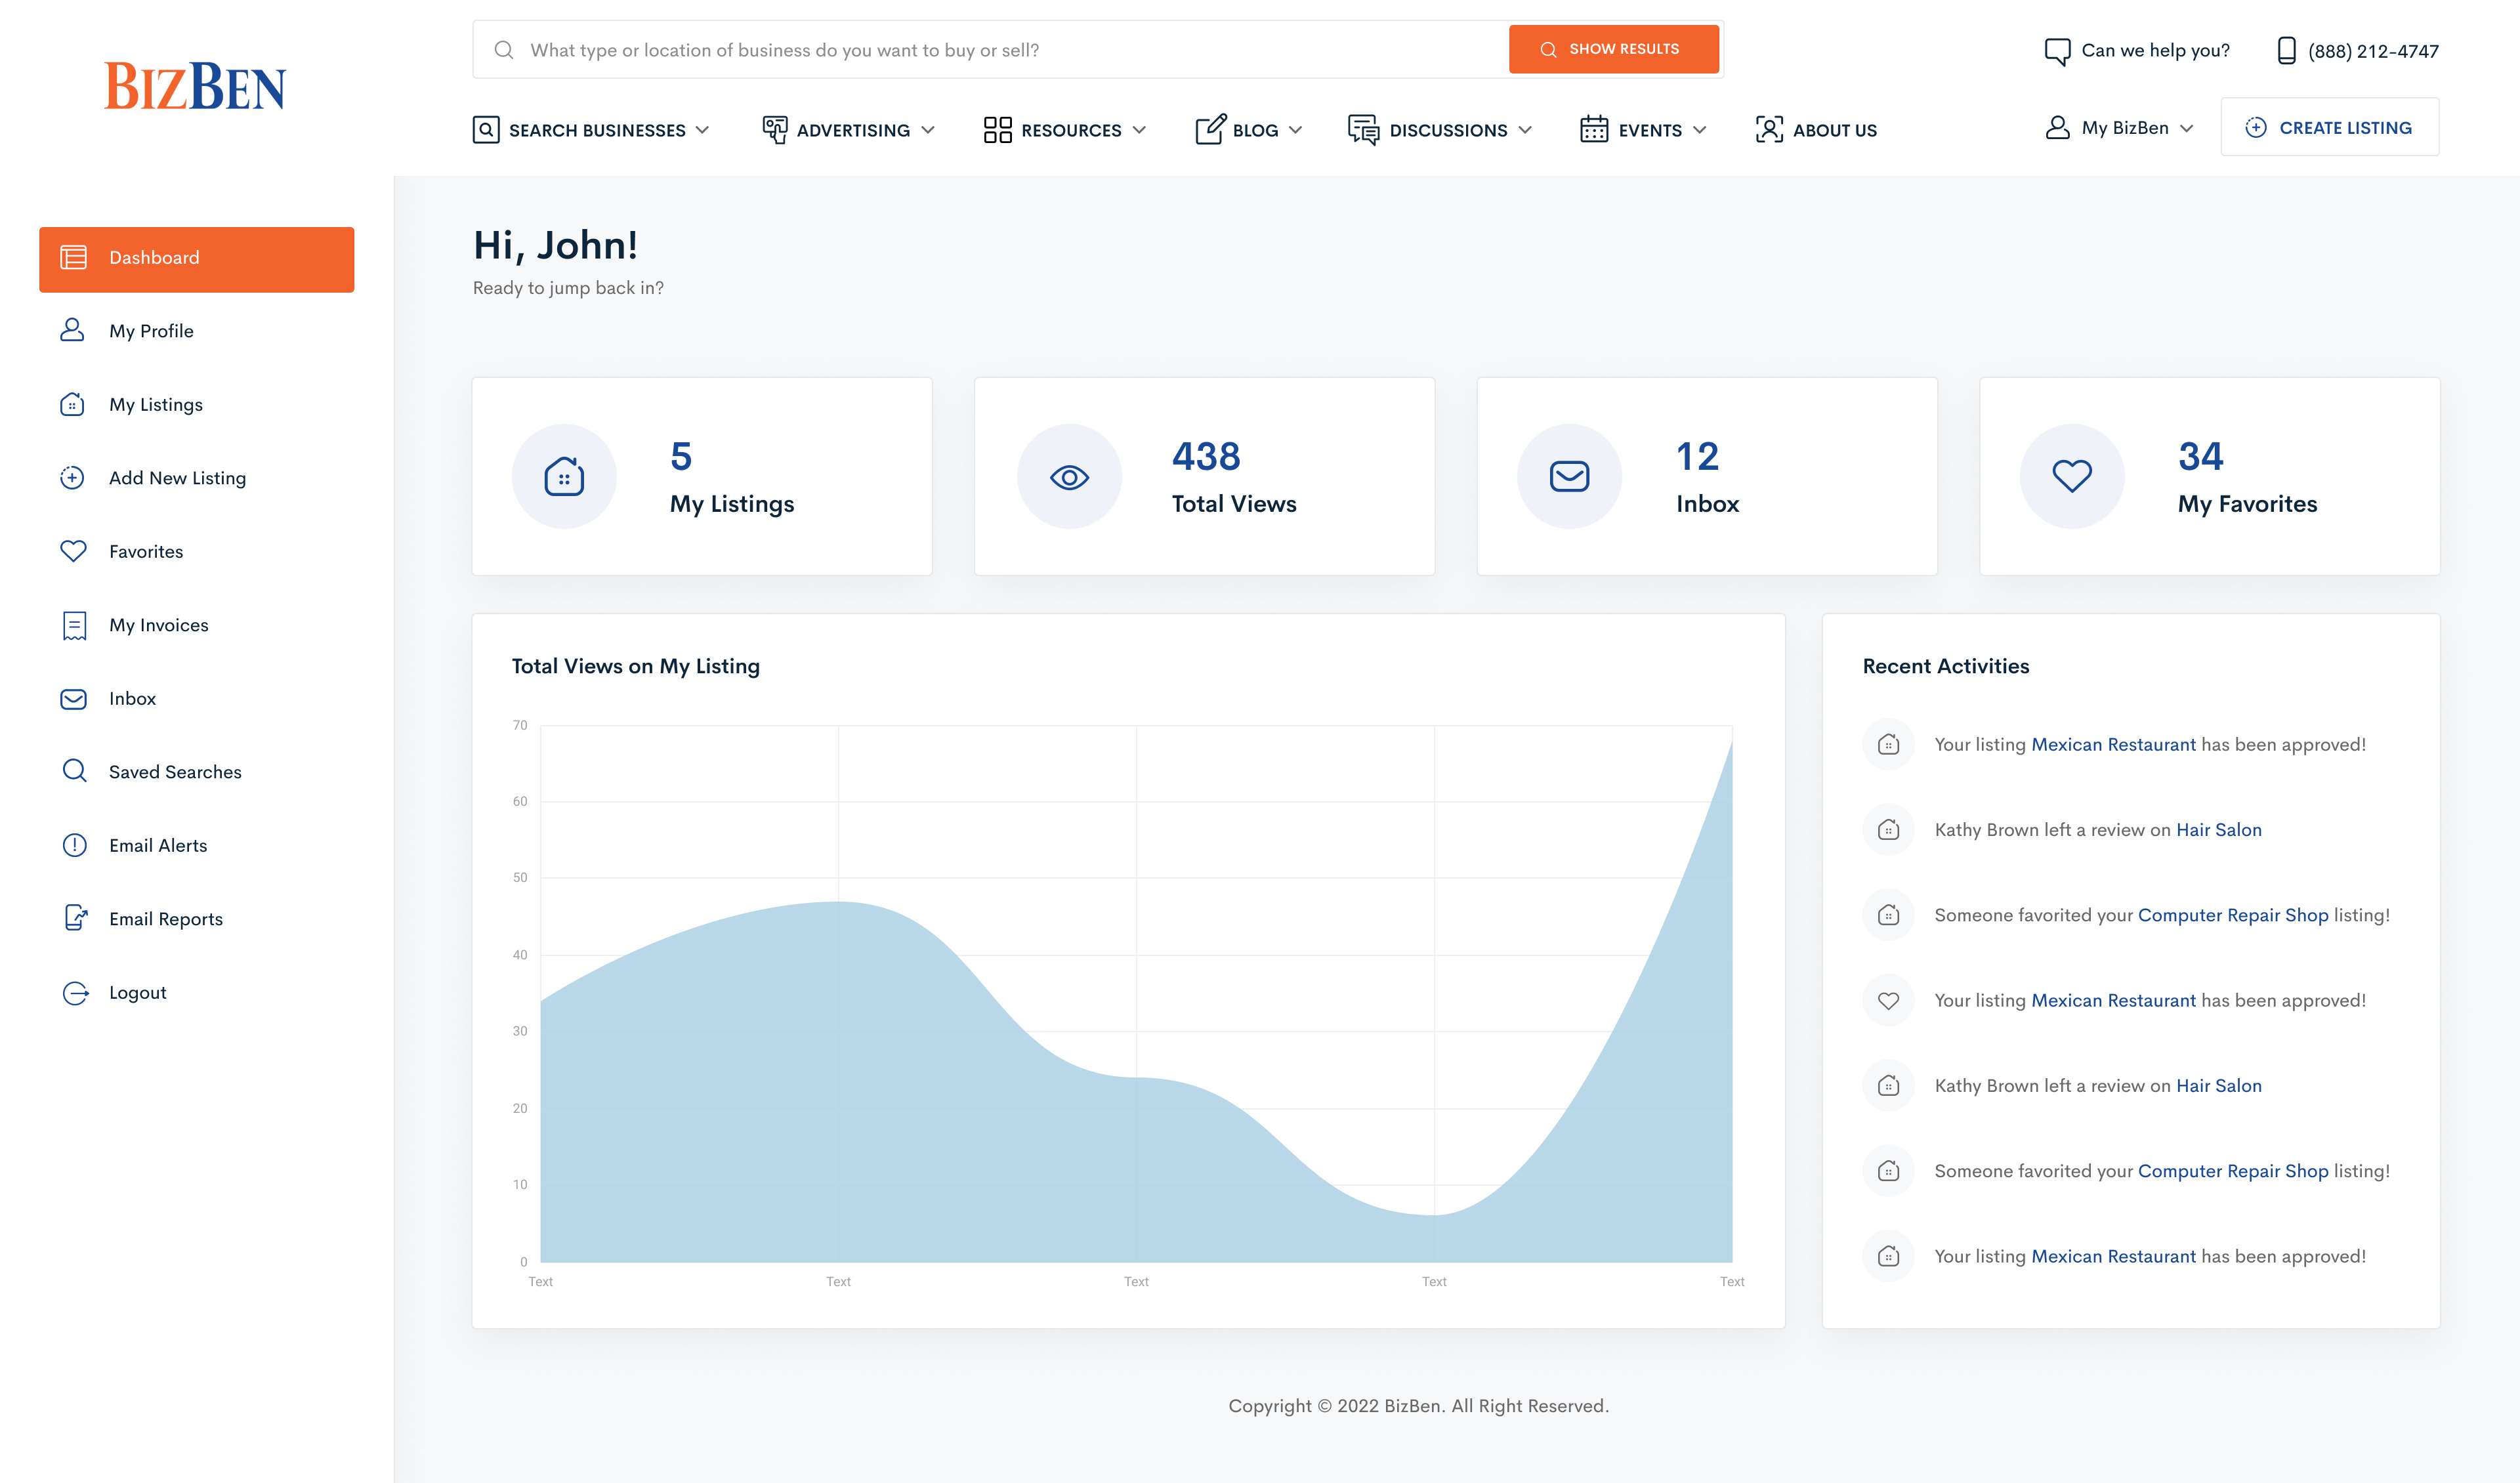 BIZBEN
What type or location of business do you want to buy or sell?
SHOW RESULTS
Can we help you?
(888) 212-4747
SEARCH BUSINESSES
ADVERTISING
RESOURCES
BLOG
DISCUSSIONS
EVENTS
ABOUT US
My BizBen
CREATE LISTING
Dashboard
My Profile
My Listings
Add New Listing
Favorites
My Invoices
Inbox
Saved Searches
Email Alerts
Email Reports
Logout
Hi, John!
Ready to jump back in?
5
My Listings
438
Total Views
12
Inbox
34
My Favorites
Total Views on My Listing
70
60
50
40
30
20
10
0
Text
Text
Text
Text
Text
Recent Activities
Your listing Mexican Restaurant has been approved!
Kathy Brown left a review on Hair Salon
Someone favorited your Computer Repair Shop listing!
Your listing Mexican Restaurant has been approved!
Kathy Brown left a review on Hair Salon
Someone favorited your Computer Repair Shop listing!
Your listing Mexican Restaurant has been approved!
Copyright © 2022 BizBen. All Right Reserved.